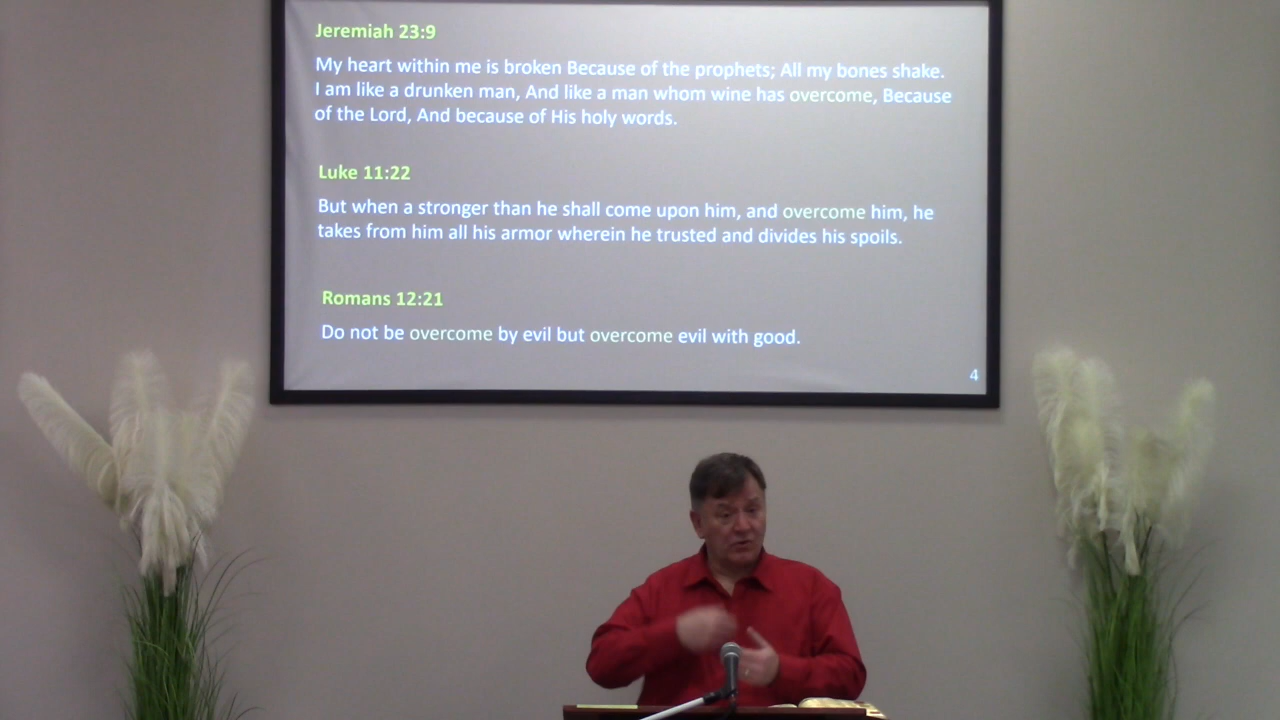 Jeremiah 23:9
My heart within me is broken Because of the prophets; All my bones shake.
I am like a drunken man, And like a man whom wine has overcome, Because
of the Lord, And because of His holy words.
Luke 11:22
But when a stronger than he shall come upon him, and overcome him, he
takes from him all his armor wherein he trusted and divides his spoils.
Romans 12:21
Do not be overcome by evil but overcome evil with good.
4